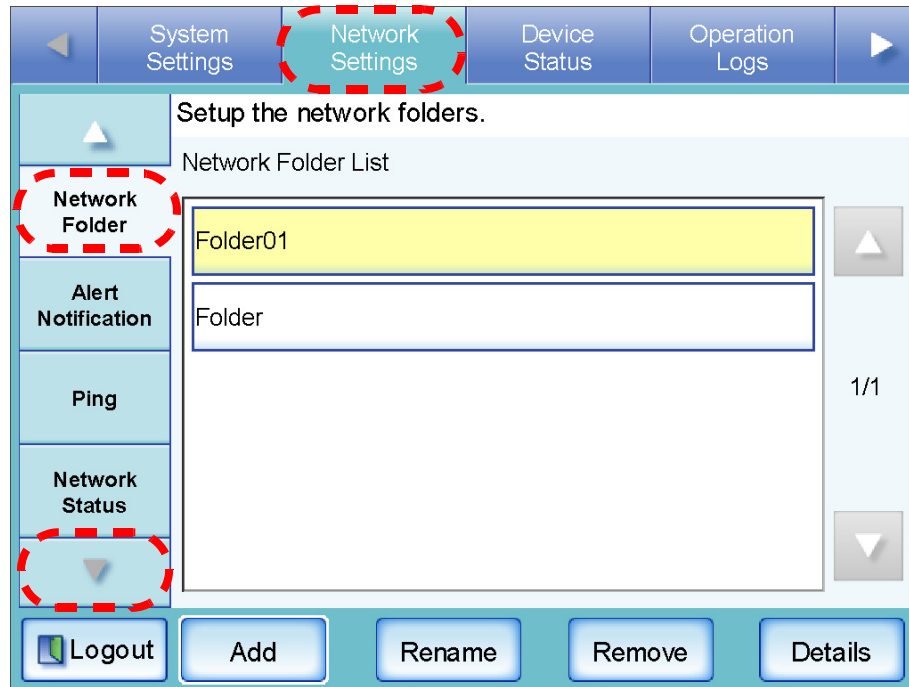 System Settings
Network Settings
Device Status
Operation Logs
Setup the network folders.
Network Folder List
Network Folder
Alert Notification
Ping
Network Status
Folder01
Folder
1/1
Logout
Add
Rename
Remove
Details